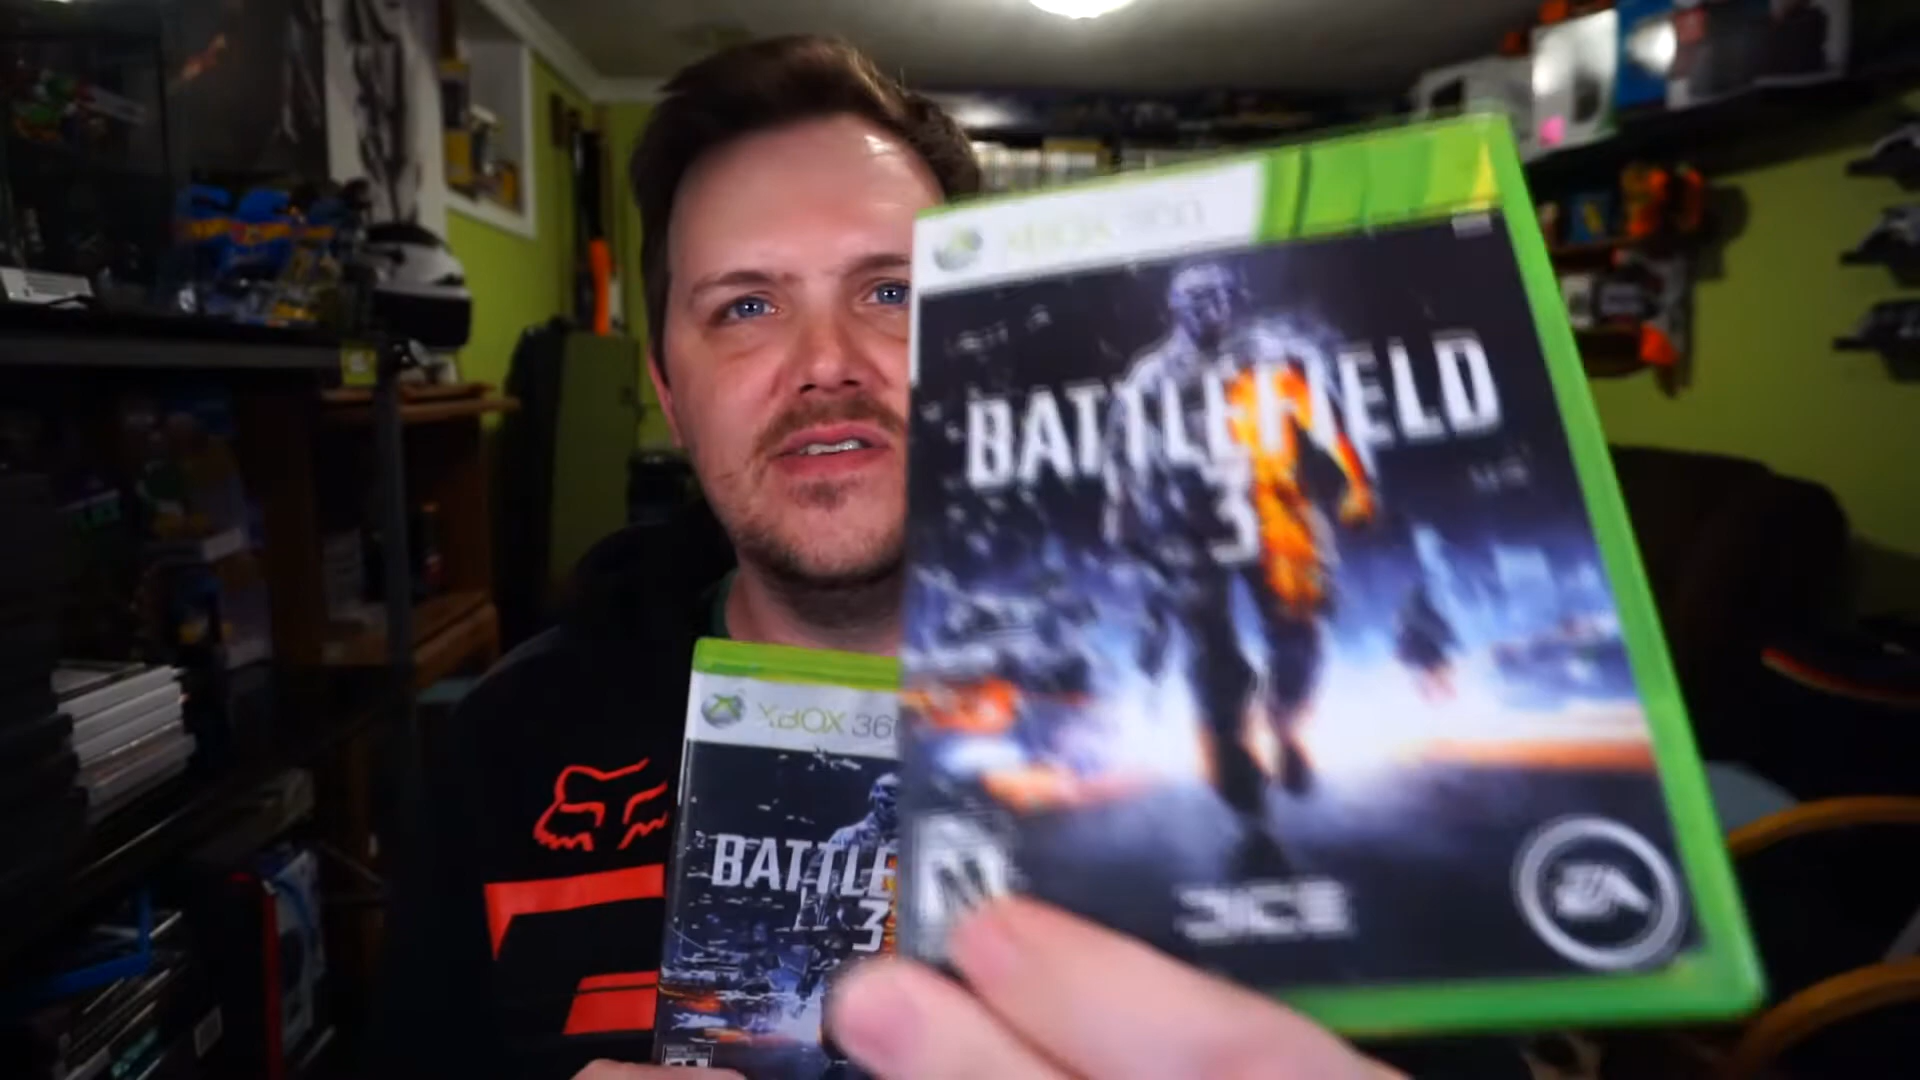 XBOX 360
BATTLEFIELD
3
M
DICE
EA
XBOX 36
BATTLE
3